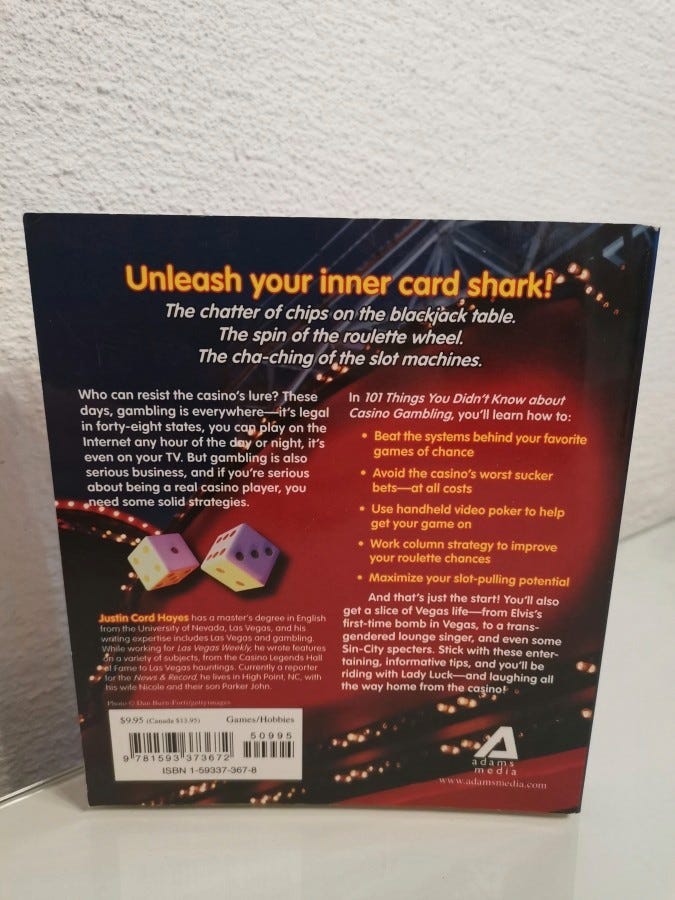 Unleash your inner card shark!
The chatter of chips on the blackjack table.
The spin of the roulette wheel.
The cha-ching of the slot machines.
Who can resist the casino's lure? These
days, gambling is everywhere—it's legal
in forty-eight states, you can play on the
Internet any hour of the day or night, it's
even on your TV. But gambling is also
serious business, and if you're serious
about being a real casino player, you
need some solid strategies.
Justin Cord Hayes has a master's degree in English
from the University of Nevada, Las Vegas, and his
writing expertise includes Las Vegas and gambling.
While working for Las Vegas Weekly, he wrote features
on a variety of subjects, from the Casino Legends Hall
of Fame to Las Vegas hauntings. Currently a reporter
for the News & Record, he lives in High Point, NC, with
his wife Nicole and their son Parker John.
Photo © Dan Burn-Forti/gettyimages
In 101 Things You Didn't Know about
Casino Gambling, you'll learn how to:
• Beat the systems behind your favorite
games of chance
• Avoid the casino's worst sucker
bets—at all costs
• Use handheld video poker to help
get your game on
• Work column strategy to improve
your roulette chances
• Maximize your slot-pulling potential
And that's just the start! You'll also
get a slice of Vegas life—from Elvis's
first-time bomb in Vegas, to a trans-
gendered lounge singer, and even some
Sin-City specters. Stick with these enter-
taining, informative tips, and you'll be
riding with Lady Luck—and laughing all
the way home from the casino!
$9.95 (Canada $13.95) Games/Hobbies
50995
9 781593 373672
ISBN 1-59337-367-8
A
adams
media
www.adamsmedia.com